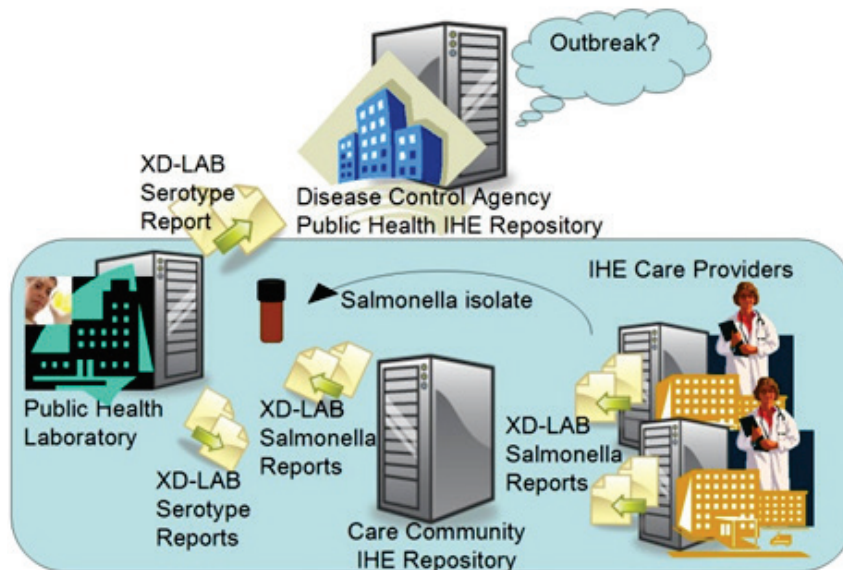 Outbreak?
XD-LAB
Serotype
Report
Disease Control Agency
Public Health IHE Repository
IHE Care Providers
Salmonella isolate
Public Health
Laboratory
XD-LAB
Salmonella
Reports
XD-LAB
Serotype
Reports
XD-LAB
Salmonella
Reports
Care Community
IHE Repository